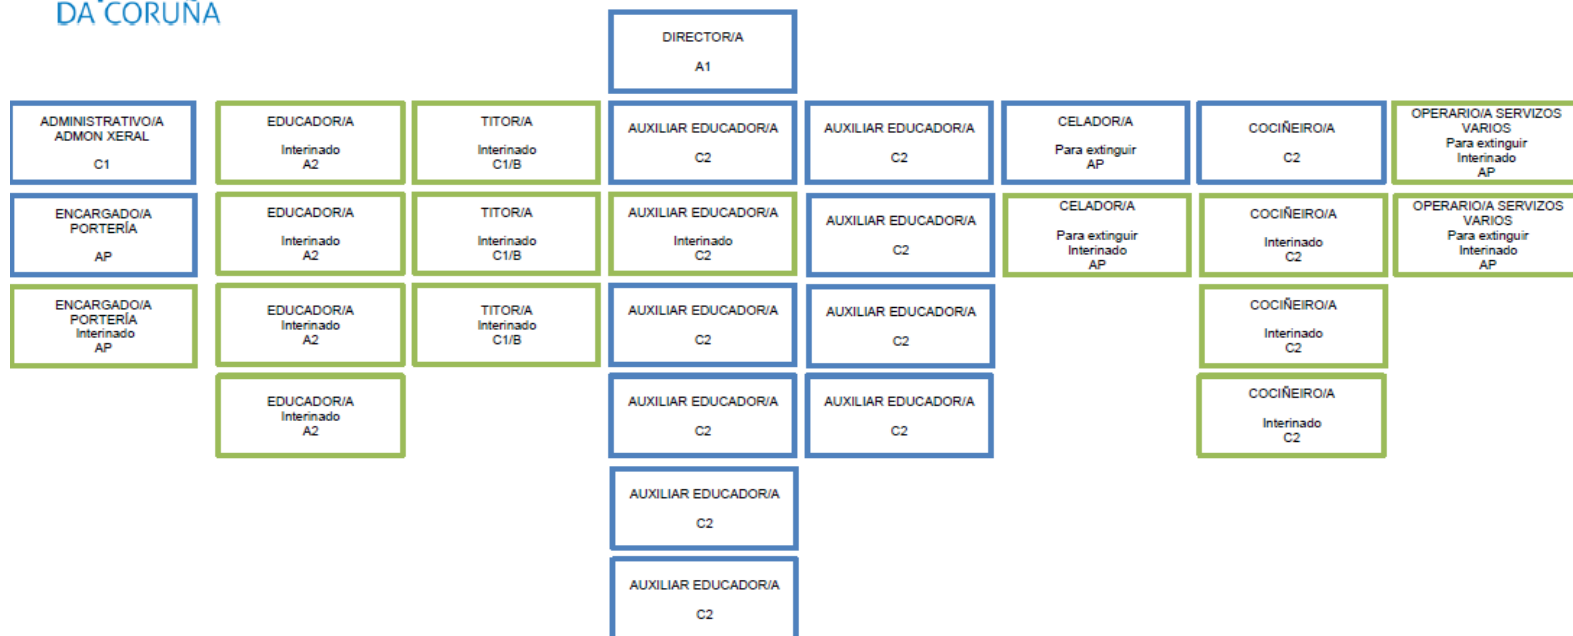 DA CORUÑA
DIRECTOR/A
A1
ADMINISTRATIVO/A
ADMON XERAL
C1
EDUCADOR/A
Interinado
A2
TITOR/A
Interinado
C1/B
AUXILIAR EDUCADOR/A
C2
AUXILIAR EDUCADOR/A
C2
CELADOR/A
Para extinguir
AP
COCIÑEIRO/A
C2
OPERARIO/A SERVIZOS
VARIOS
Para extinguir
Interinado
AP
ENCARGADO/A
PORTERÍA
AP
EDUCADOR/A
Interinado
A2
TITOR/A
Interinado
C1/B
AUXILIAR EDUCADOR/A
Interinado
C2
AUXILIAR EDUCADOR/A
C2
CELADOR/A
Para extinguir
Interinado
AP
COCIÑEIRO/A
Interinado
C2
OPERARIO/A SERVIZOS
VARIOS
Para extinguir
Interinado
AP
ENCARGADO/A
PORTERÍA
Interinado
AP
EDUCADOR/A
Interinado
A2
TITOR/A
Interinado
C1/B
AUXILIAR EDUCADOR/A
C2
AUXILIAR EDUCADOR/A
C2
COCIÑEIRO/A
Interinado
C2
EDUCADOR/A
Interinado
A2
AUXILIAR EDUCADOR/A
C2
AUXILIAR EDUCADOR/A
C2
COCIÑEIRO/A
Interinado
C2
AUXILIAR EDUCADOR/A
C2
AUXILIAR EDUCADOR/A
C2